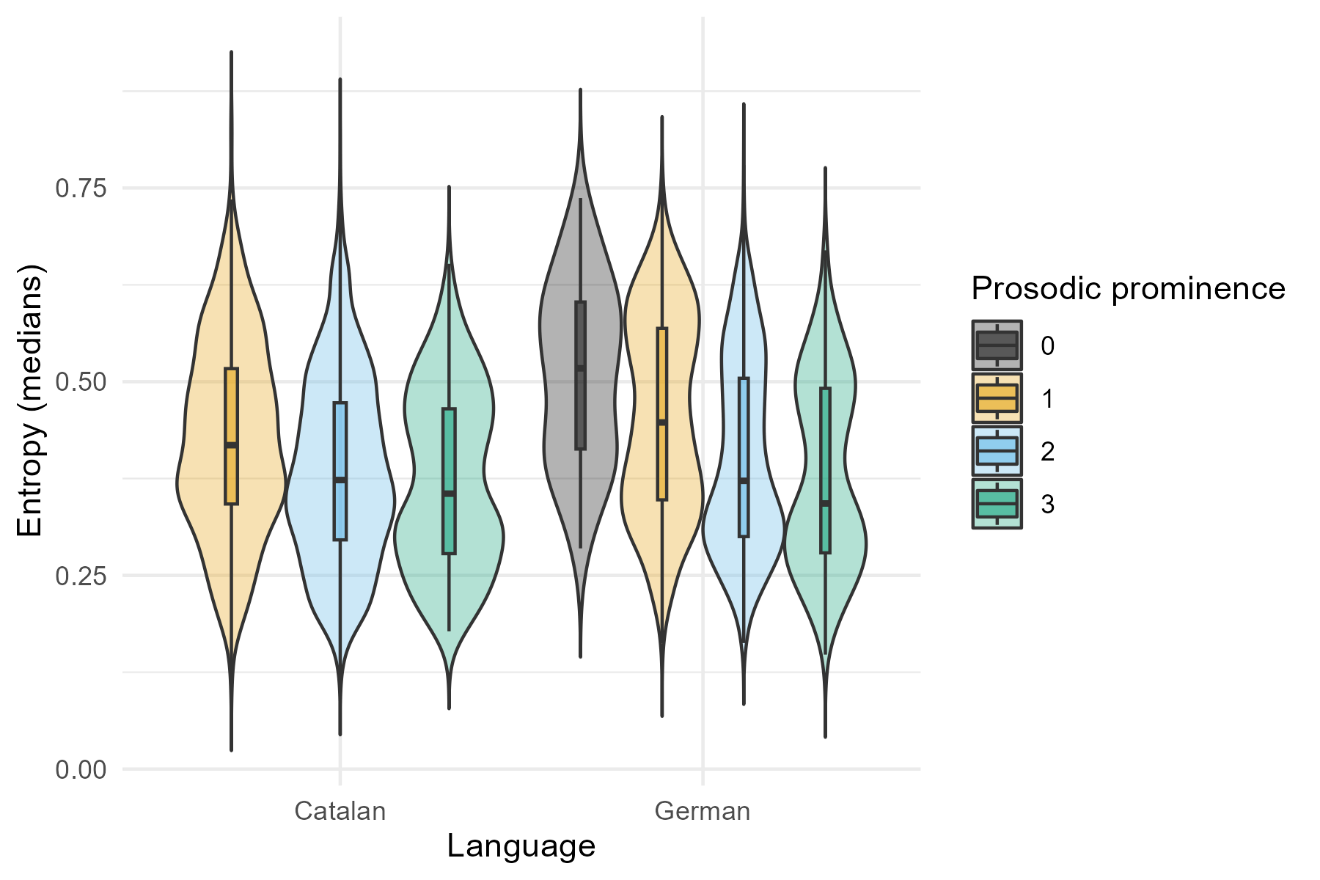 Entropy (medians)
0.75
0.50
0.25
0.00
Catalan
German
Language
Prosodic prominence
0
1
2
3